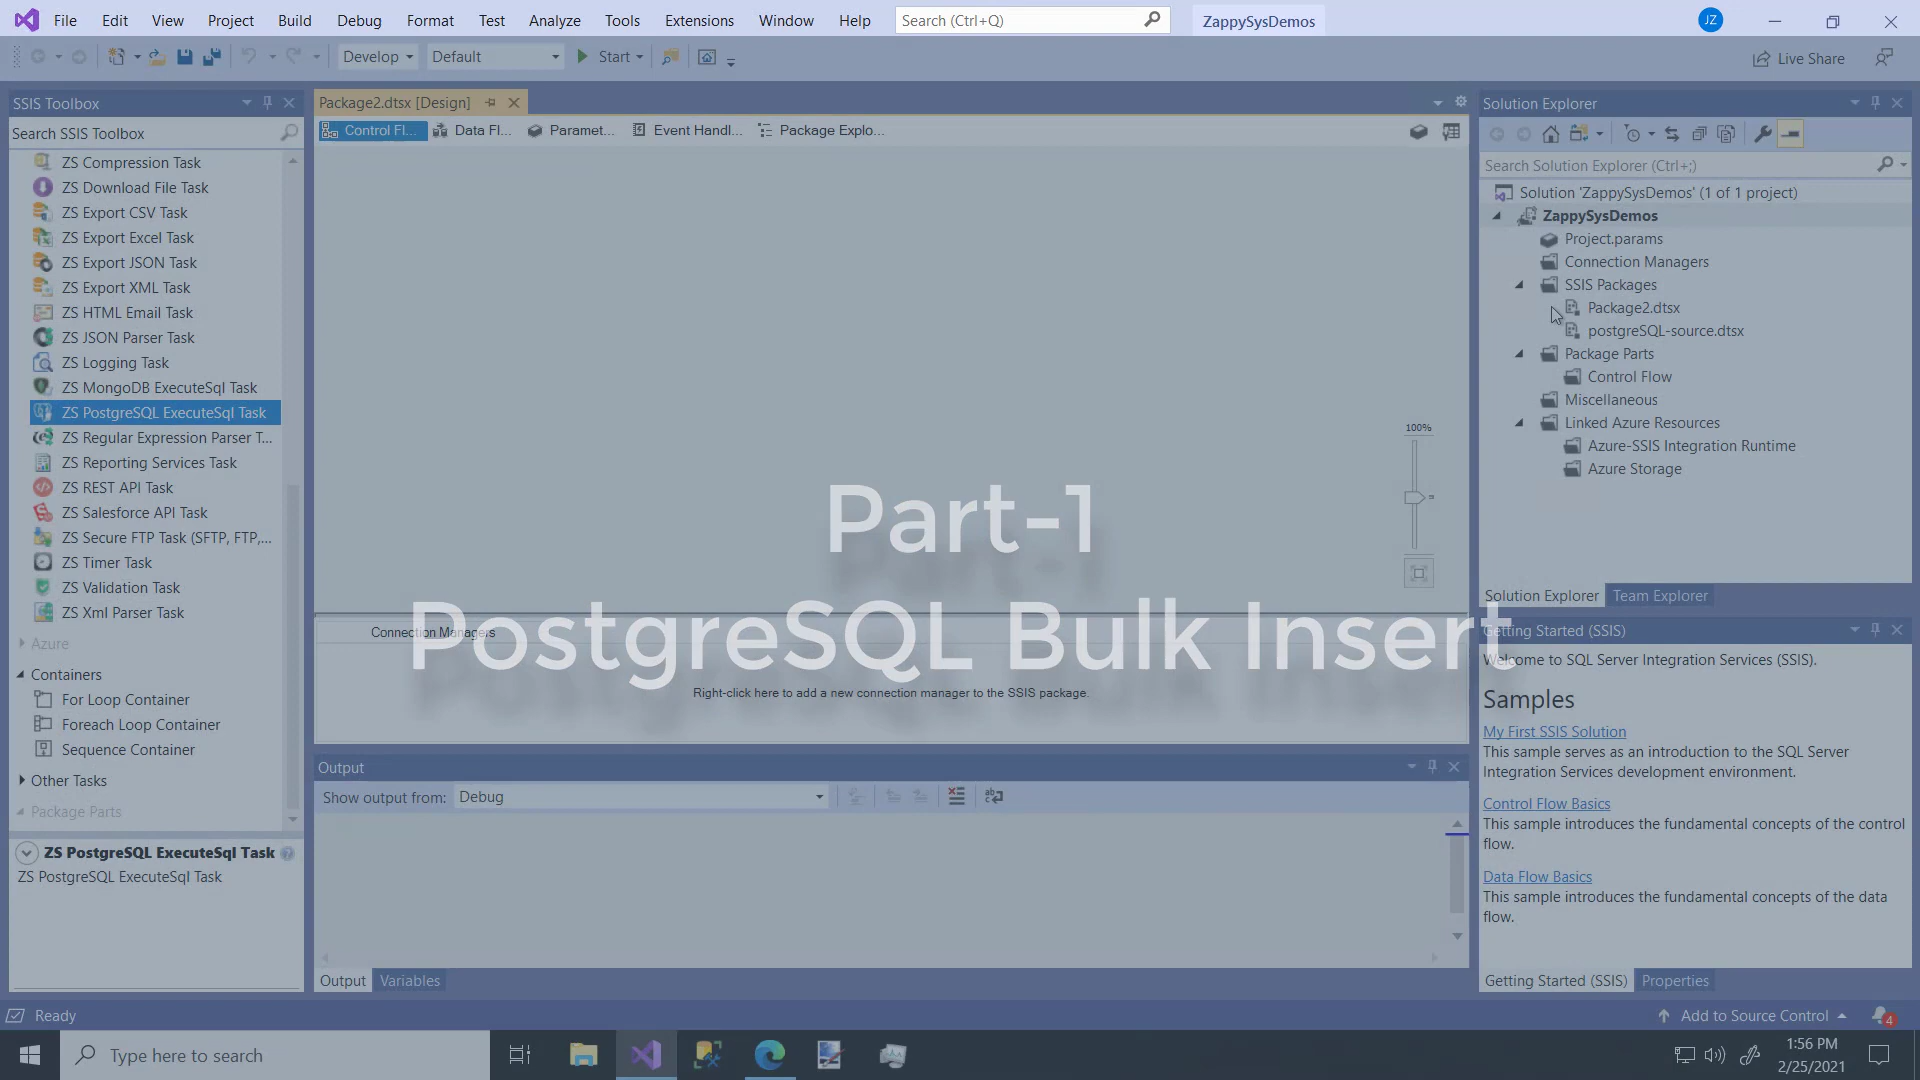 File Edit View Project Build Debug Format Test Analyze Tools Extensions Window Help Search (Ctrl+Q) ZappySysDemos JZ
Develop Default Start Live Share
SSIS Toolbox
Search SSIS Toolbox
ZS Compression Task
ZS Download File Task
ZS Export CSV Task
ZS Export Excel Task
ZS Export JSON Task
ZS Export XML Task
ZS HTML Email Task
ZS JSON Parser Task
ZS Logging Task
ZS MongoDB ExecuteSql Task
ZS PostgreSQL ExecuteSql Task
ZS Regular Expression Parser T...
ZS Reporting Services Task
ZS REST API Task
ZS Salesforce API Task
ZS Secure FTP Task (SFTP, FTP,...
ZS Timer Task
ZS Validation Task
ZS Xml Parser Task
Azure
Containers
For Loop Container
Foreach Loop Container
Sequence Container
Other Tasks
Package Parts
ZS PostgreSQL ExecuteSql Task
ZS PostgreSQL ExecuteSql Task
Package2.dtsx [Design]
Control Fl... Data Fl... Paramet... Event Handl... Package Explo...
100%
Part-1
PostgreSQL Bulk Insert
Connection Managers
Right-click here to add a new connection manager to the SSIS package.
Output
Show output from: Debug
Output Variables
Solution Explorer
Search Solution Explorer (Ctrl+;)
Solution 'ZappySysDemos' (1 of 1 project)
ZappySysDemos
Project.params
Connection Managers
SSIS Packages
Package2.dtsx
postgreSQL-source.dtsx
Package Parts
Control Flow
Miscellaneous
Linked Azure Resources
Azure-SSIS Integration Runtime
Azure Storage
Solution Explorer Team Explorer
Getting Started (SSIS)
Welcome to SQL Server Integration Services (SSIS).
Samples
My First SSIS Solution
This sample serves as an introduction to the SQL Server
Integration Services development environment.
Control Flow Basics
This sample introduces the fundamental concepts of the control
flow.
Data Flow Basics
This sample introduces the fundamental concepts of the data
flow.
Getting Started (SSIS) Properties
Ready Add to Source Control 4
Type here to search
1:56 PM
2/25/2021